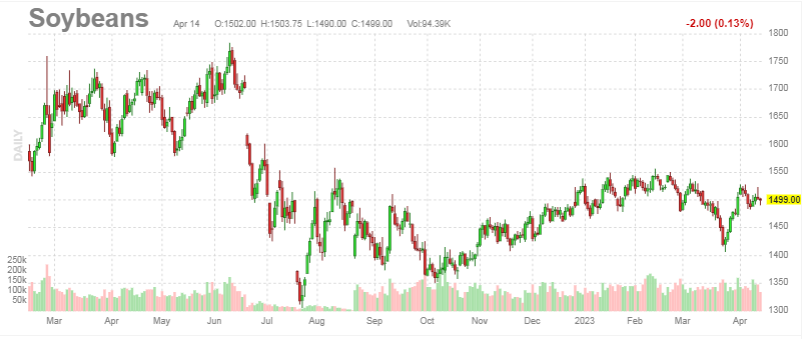 Soybeans Apr 14 O:1502.00 H:1503.75 L:1490.00 C:1499.00 Vol:94.39K -2.00 (0.13%)
1800
1700
1650
1600
DAILY
1550
1499.00
1450
1400
1350
1300
250k
200k
150k
100k
50k
Mar Apr May Jun Jul Aug Sep Oct Nov Dec 2023 Feb Mar Apr